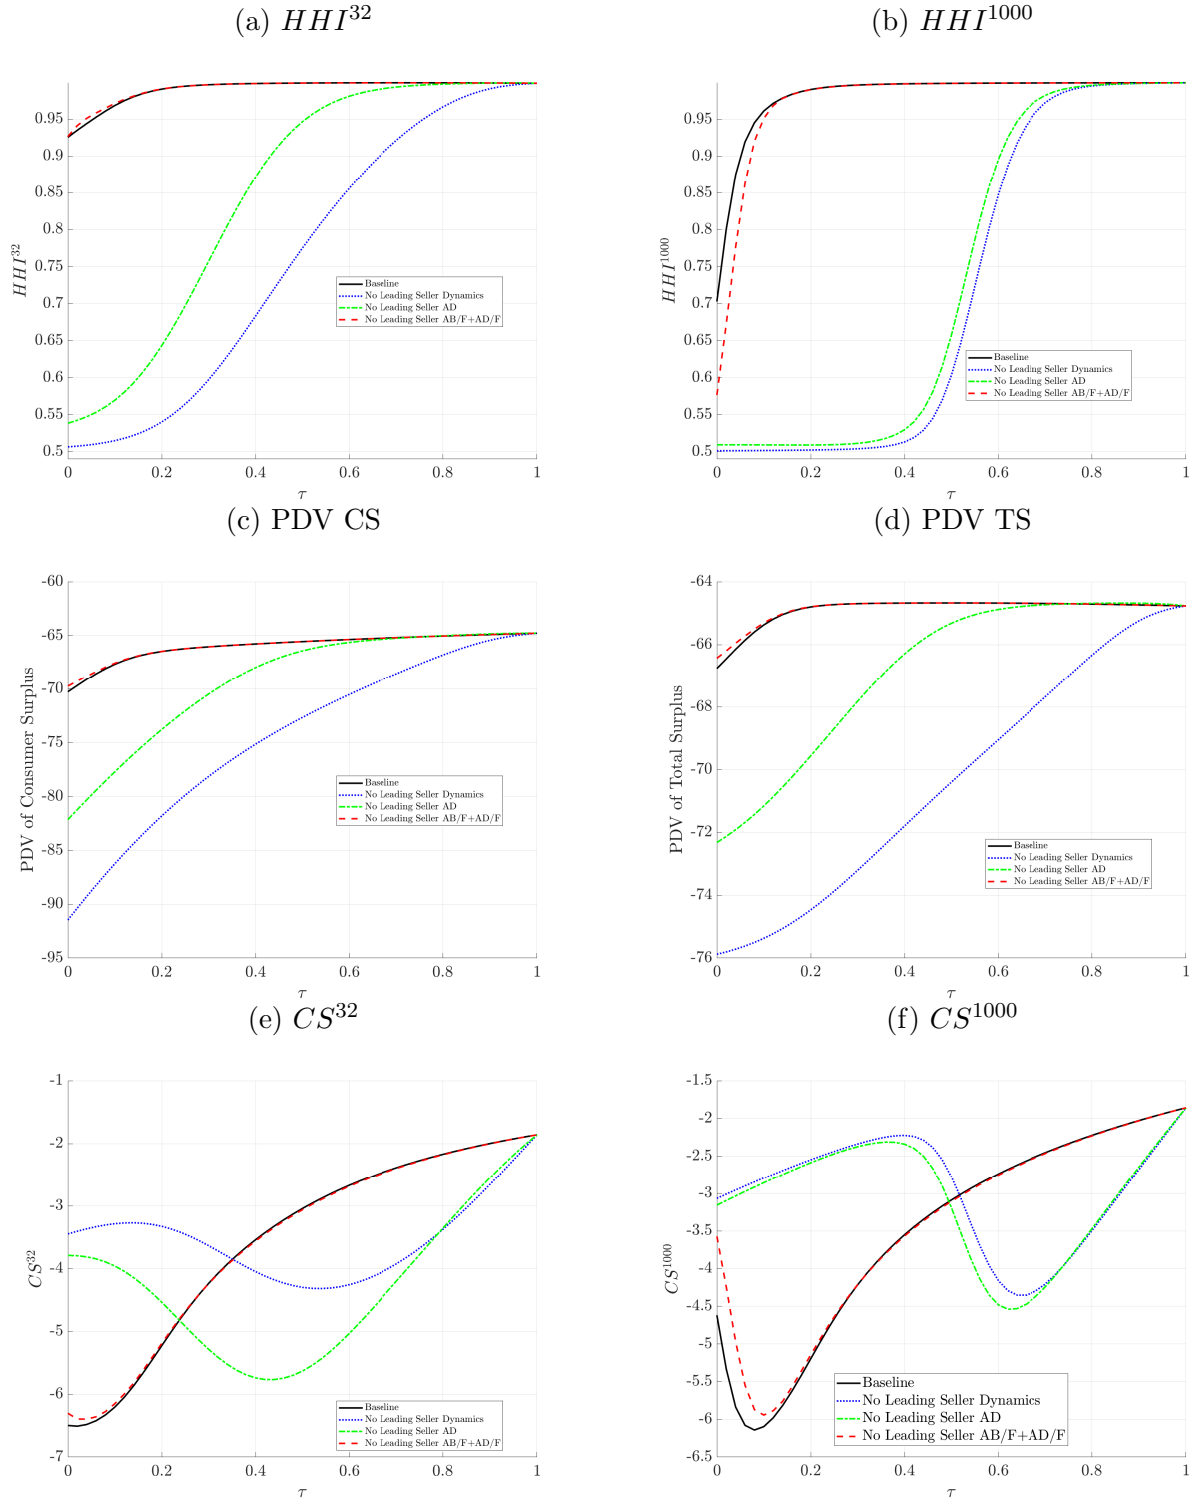 (a) HHI^32
(b) HHI^1000
HHI^32
0.95
0.9
0.85
0.8
0.75
0.7
0.65
0.6
0.55
0.5
0 0.2 0.4 0.6 0.8 1
τ
Baseline
No Leading Seller Dynamics
No Leading Seller AD
No Leading Seller AB/F+AD/F
HHI^1000
0.95
0.9
0.85
0.8
0.75
0.7
0.65
0.6
0.55
0.5
0 0.2 0.4 0.6 0.8 1
τ
Baseline
No Leading Seller Dynamics
No Leading Seller AD
No Leading Seller AB/F+AD/F
(c) PDV CS
(d) PDV TS
PDV of Consumer Surplus
-60
-65
-70
-75
-80
-85
-90
-95
0 0.2 0.4 0.6 0.8 1
τ
Baseline
No Leading Seller Dynamics
No Leading Seller AD
No Leading Seller AB/F+AD/F
PDV of Total Surplus
-64
-66
-68
-70
-72
-74
-76
0 0.2 0.4 0.6 0.8 1
τ
Baseline
No Leading Seller Dynamics
No Leading Seller AD
No Leading Seller AB/F+AD/F
(e) CS^32
(f) CS^1000
CS^32
-1
-2
-3
-4
-5
-6
-7
0 0.2 0.4 0.6 0.8 1
τ
Baseline
No Leading Seller Dynamics
No Leading Seller AD
No Leading Seller AB/F+AD/F
CS^1000
-1.5
-2
-2.5
-3
-3.5
-4
-4.5
-5
-5.5
-6
-6.5
0 0.2 0.4 0.6 0.8 1
τ
Baseline
No Leading Seller Dynamics
No Leading Seller AD
No Leading Seller AB/F+AD/F